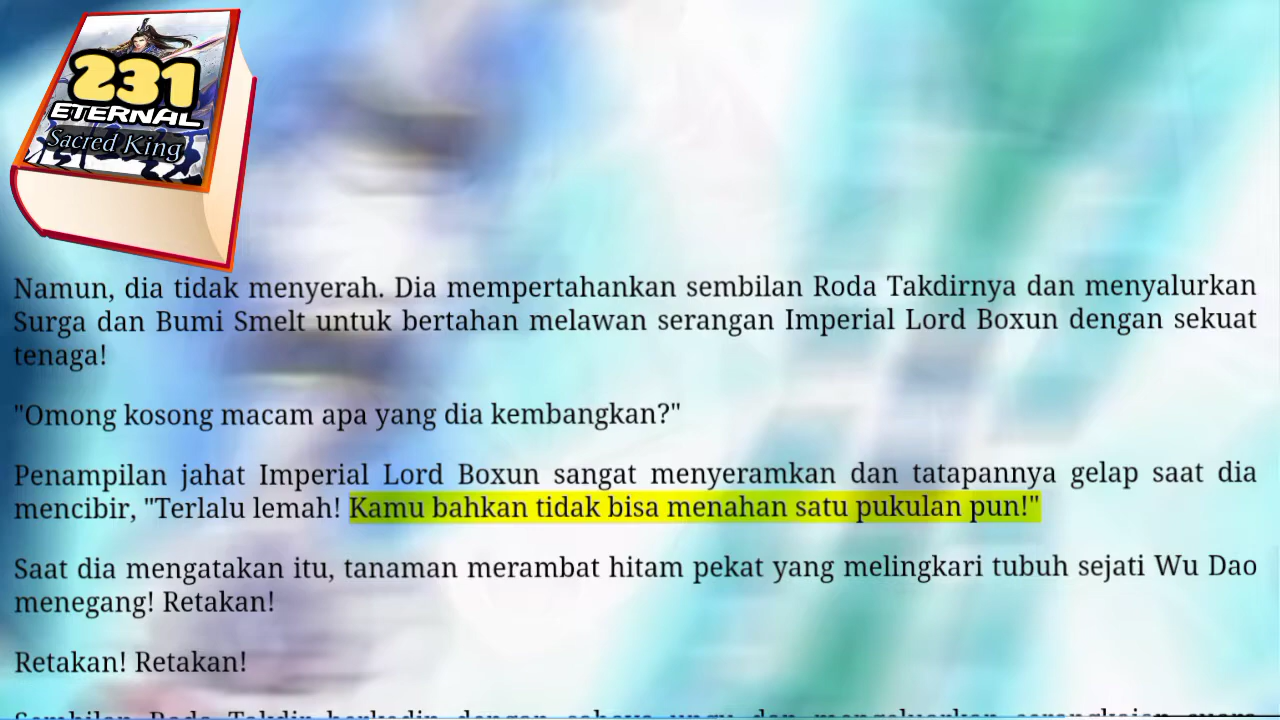 231
ETERNAL
Sacred King
Namun, dia tidak menyerah. Dia mempertahankan sembilan Roda Takdirnya dan menyalurkan
Surga dan Bumi Smelt untuk bertahan melawan serangan Imperial Lord Boxun dengan sekuat
tenaga!
"Omong kosong macam apa yang dia kembangkan?"
Penampilan jahat Imperial Lord Boxun sangat menyeramkan dan tatapannya gelap saat dia
mencibir, "Terlalu lemah! Kamu bahkan tidak bisa menahan satu pukulan pun!"
Saat dia mengatakan itu, tanaman merambat hitam pekat yang melingkari tubuh sejati Wu Dao
menegang! Retakan!
Retakan! Retakan!